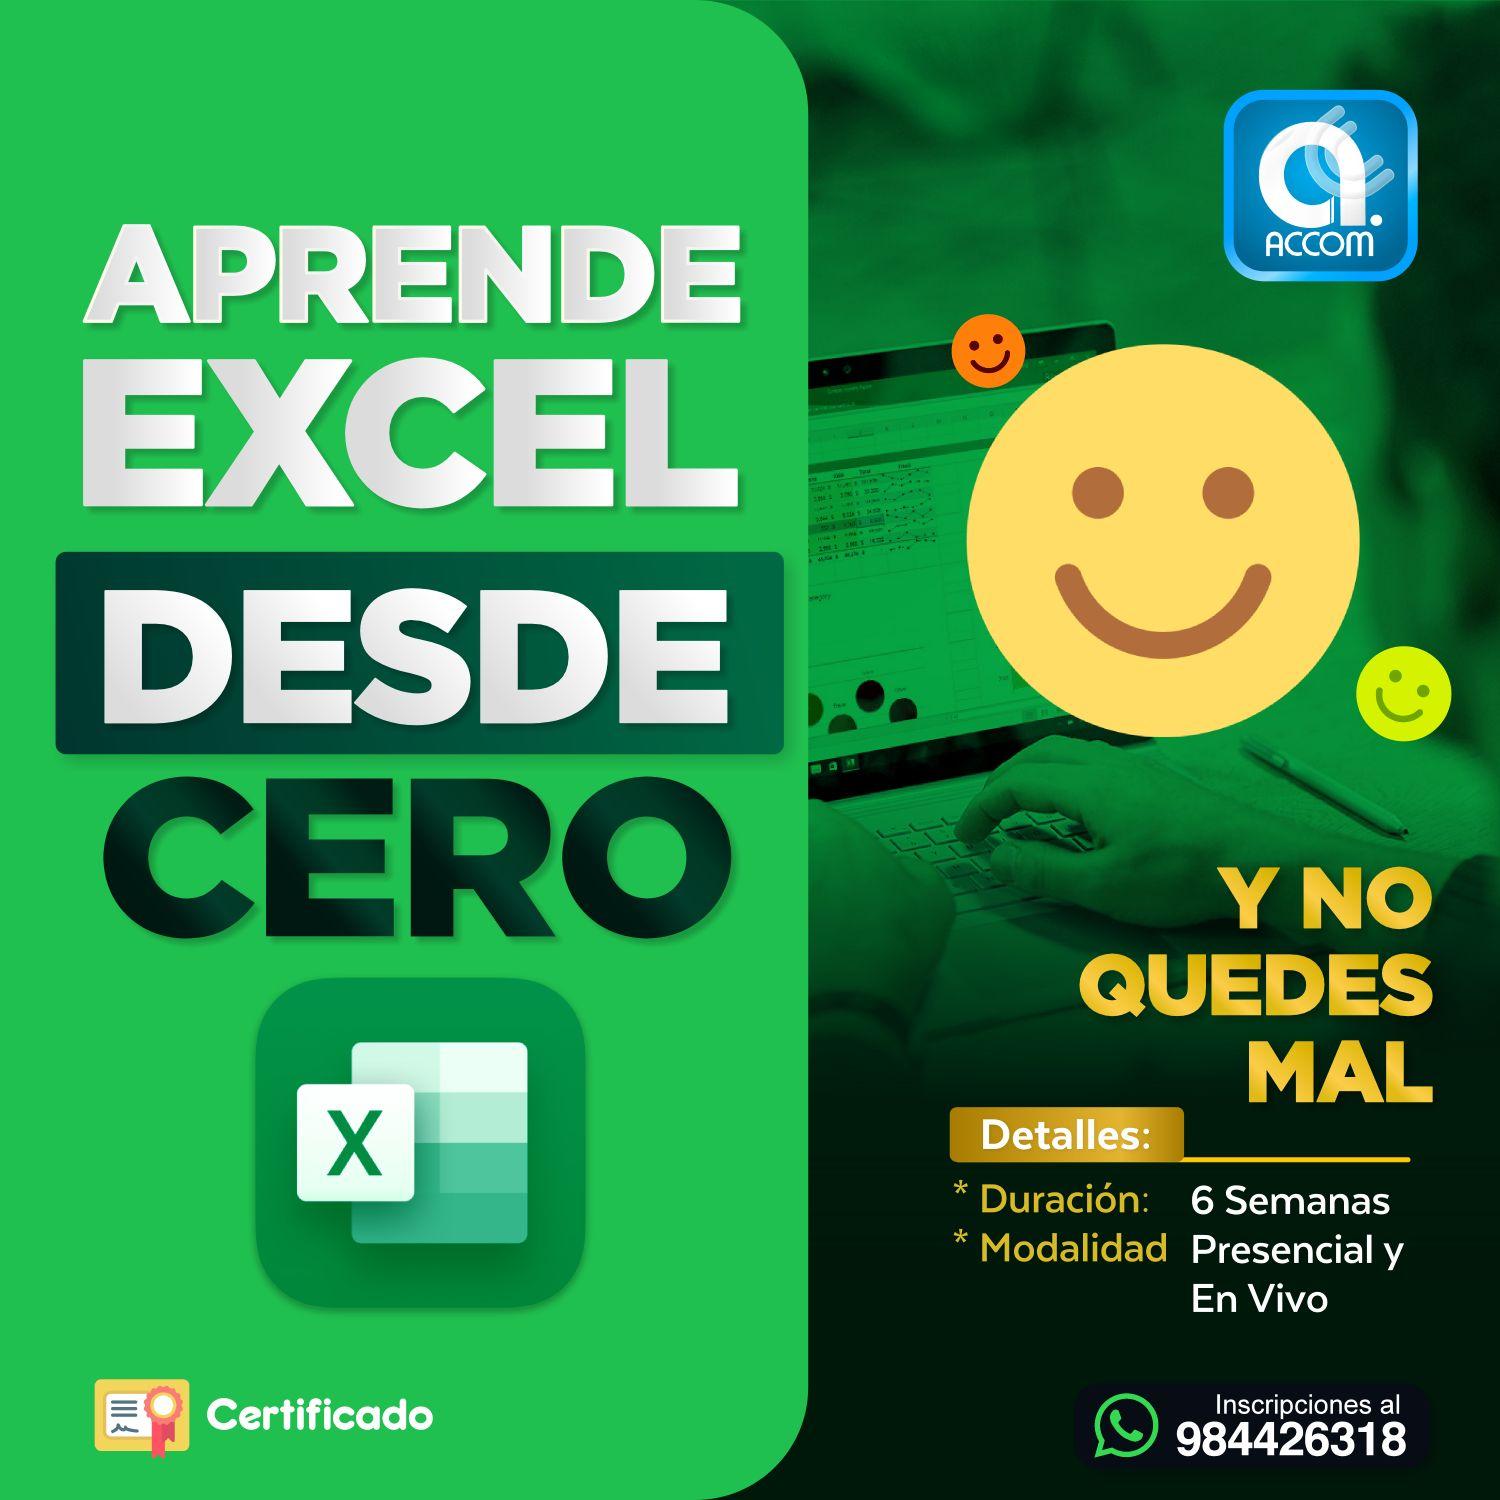 APRENDE
EXCEL
DESDE
CERO
X
Certificado
a.
ACCOM
Y NO
QUEDES
MAL
Detalles:
* Duración: 6 Semanas
* Modalidad Presencial y
En Vivo
Inscripciones al
984426318